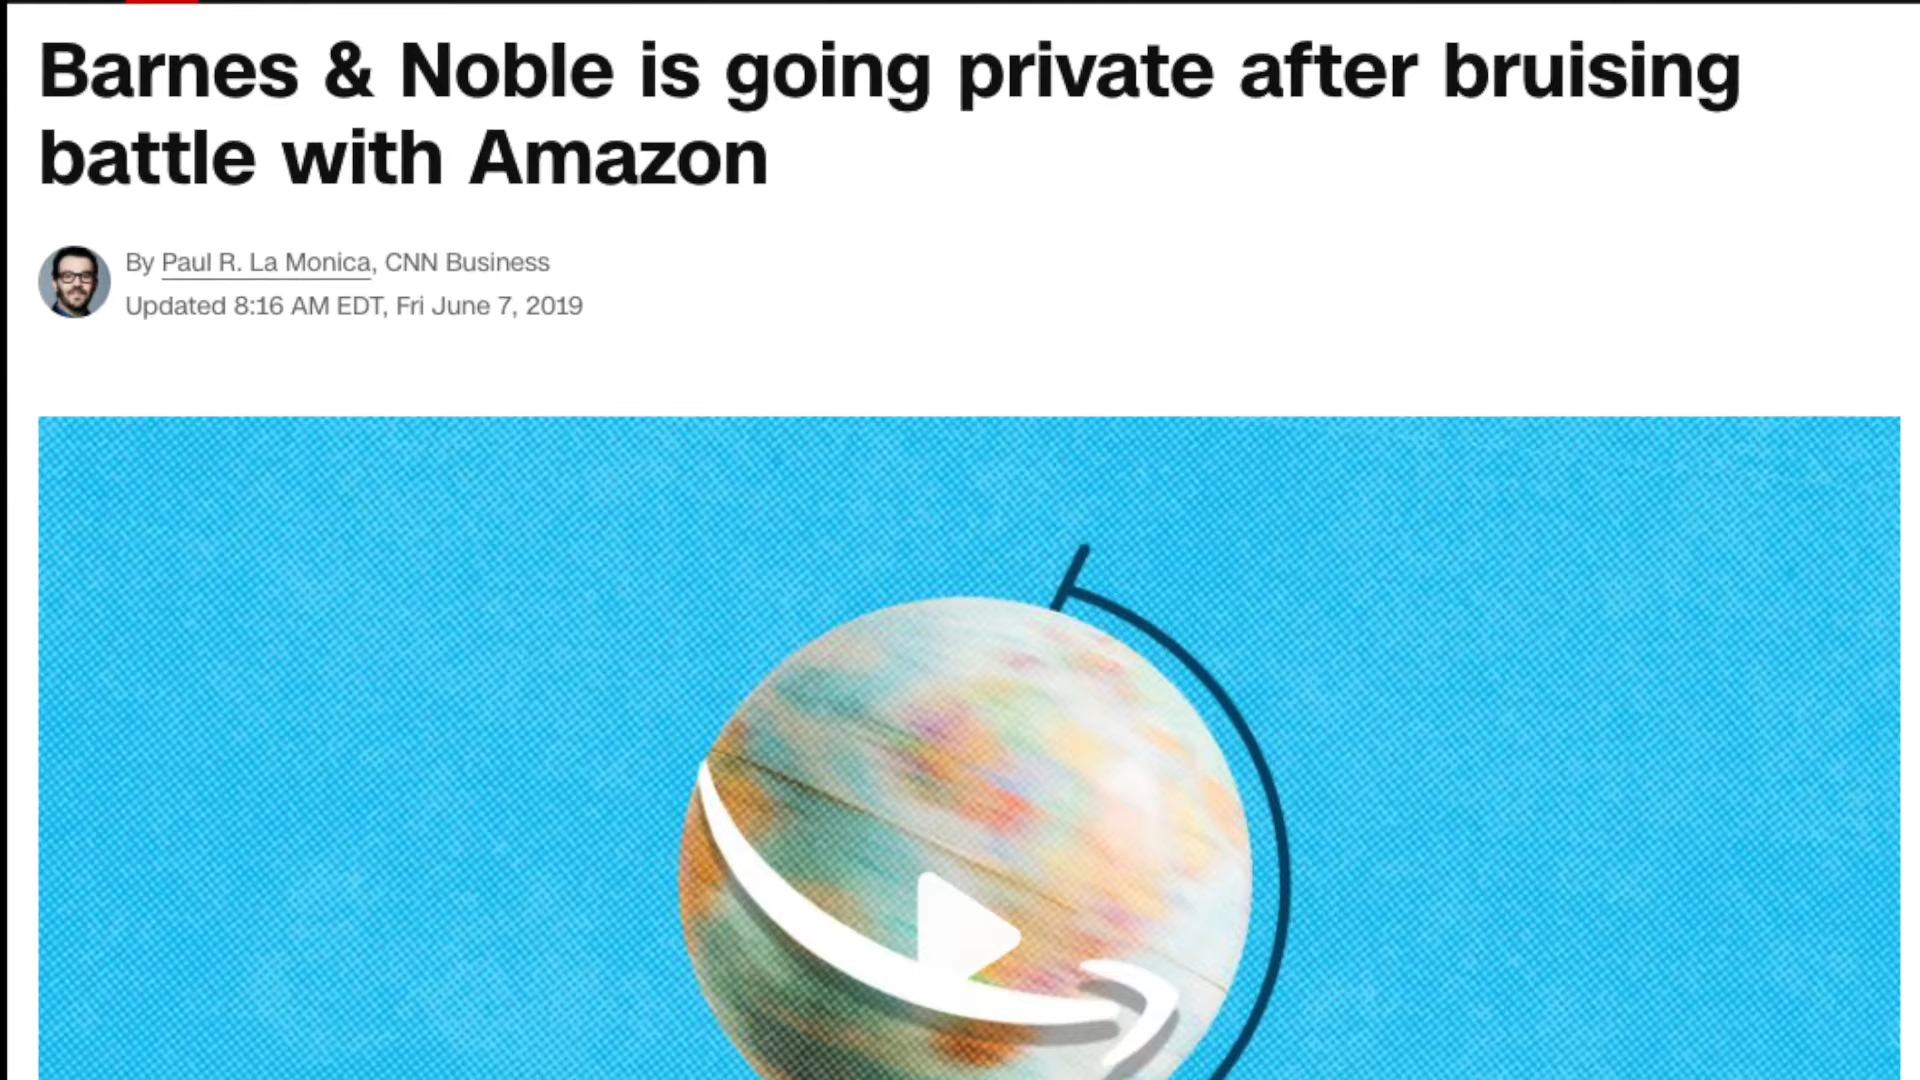 Barnes & Noble is going private after bruising
battle with Amazon
By Paul R. La Monica, CNN Business
Updated 8:16 AM EDT, Fri June 7, 2019